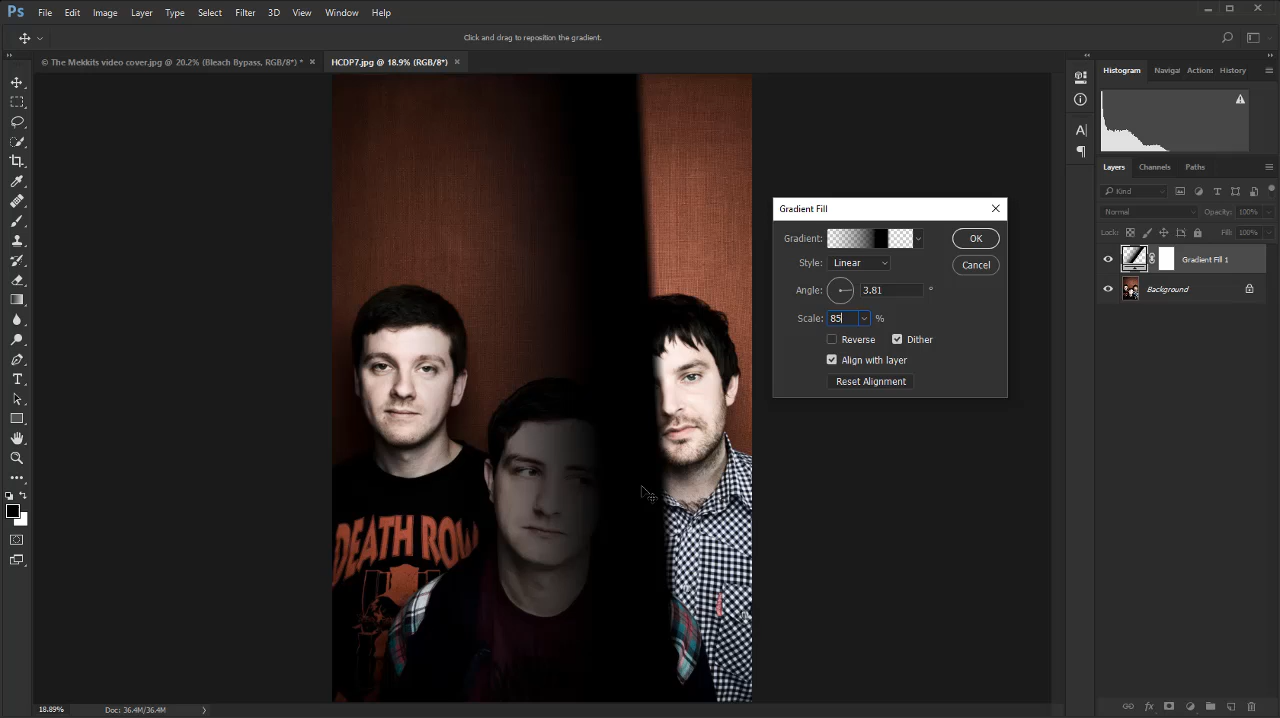 Ps File Edit Image Layer Type Select Filter 3D View Window Help
Click and drag to reposition the gradient.
© The Mekkits video cover.jpg @ 20.2% (Bleach Bypass, RGB/8*) * ×
HCDP7.jpg @ 18.9% (RGB/8*) ×
Histogram Naviga Actions History
Layers Channels Paths
Kind
Normal Opacity: 100%
Lock: Fill: 100%
Gradient Fill 1
Background
Gradient Fill
Gradient: OK
Style: Linear Cancel
Angle: 3.81 °
Scale: 85 %
Reverse Dither
Align with layer
Reset Alignment
DEATH ROW
18.89% Doc: 36.4M/36.4M